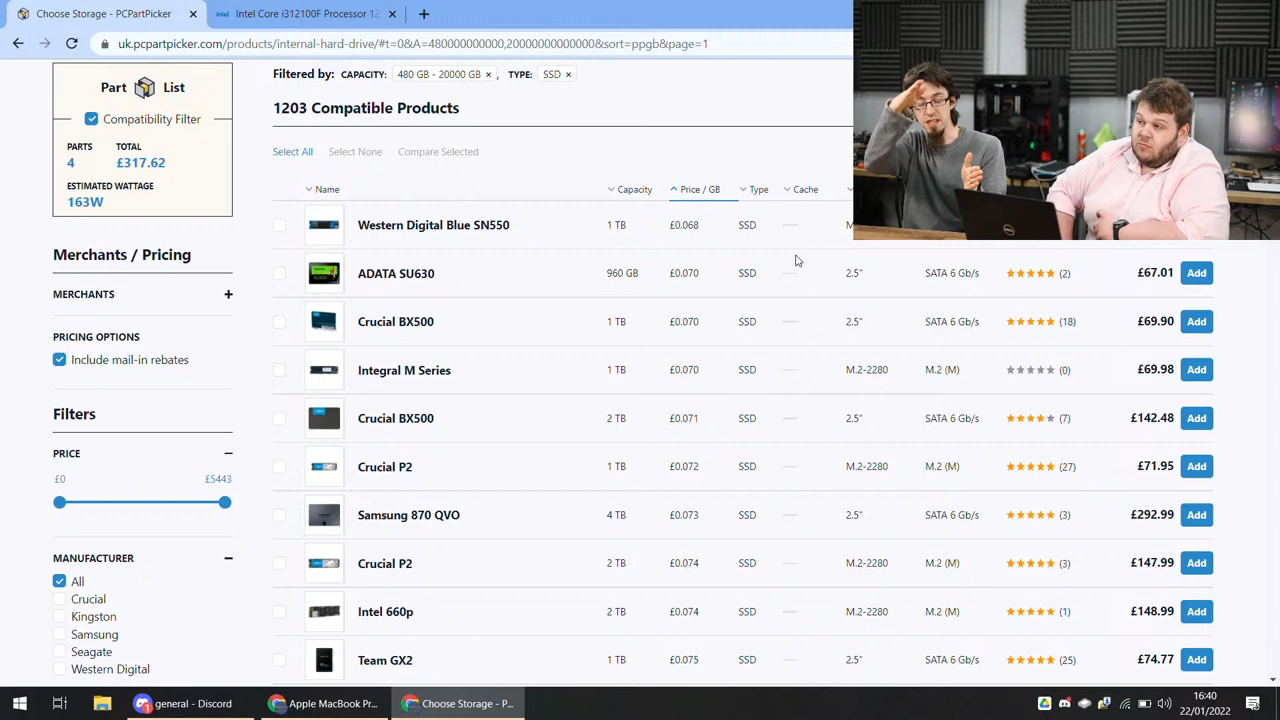 Choose Storage - PCPartPicker
Intel Core i312100F Processor 12
uk.pcpartpicker.com/products/internal-hard-drive/#t=0&A=480000000000,20000000000000&sort=ppgb&page=1
Part List
Compatibility Filter
PARTS TOTAL
4 £317.62
ESTIMATED WATTAGE
163W
Merchants / Pricing
MERCHANTS +
PRICING OPTIONS
Include mail-in rebates
Filters
PRICE
£0 £5443
MANUFACTURER
All
Crucial
Kingston
Samsung
Seagate
Western Digital
Filtered by: CAPACITY: 480 GB - 20000 GB ×, TYPE: SSD ×
1203 Compatible Products
Select All Select None Compare Selected
Name Capacity Price / GB Type Cache
Western Digital Blue SN550 1 TB £0.068 SSD
ADATA SU630 960 GB £0.070 SSD 2.5" SATA 6 Gb/s (2) £67.01 Add
Crucial BX500 1 TB £0.070 SSD 2.5" SATA 6 Gb/s (18) £69.90 Add
Integral M Series 1 TB £0.070 SSD M.2-2280 M.2 (M) (0) £69.98 Add
Crucial BX500 2 TB £0.071 SSD 2.5" SATA 6 Gb/s (7) £142.48 Add
Crucial P2 1 TB £0.072 SSD M.2-2280 M.2 (M) (27) £71.95 Add
Samsung 870 QVO 4 TB £0.073 SSD 2.5" SATA 6 Gb/s (3) £292.99 Add
Crucial P2 2 TB £0.074 SSD M.2-2280 M.2 (M) (3) £147.99 Add
Intel 660p 2 TB £0.074 SSD M.2-2280 M.2 (M) (1) £148.99 Add
Team GX2 1 TB £0.075 SSD 2.5" SATA 6 Gb/s (25) £74.77 Add
general - Discord
Apple MacBook Pr...
Choose Storage - P...
16:40
22/01/2022